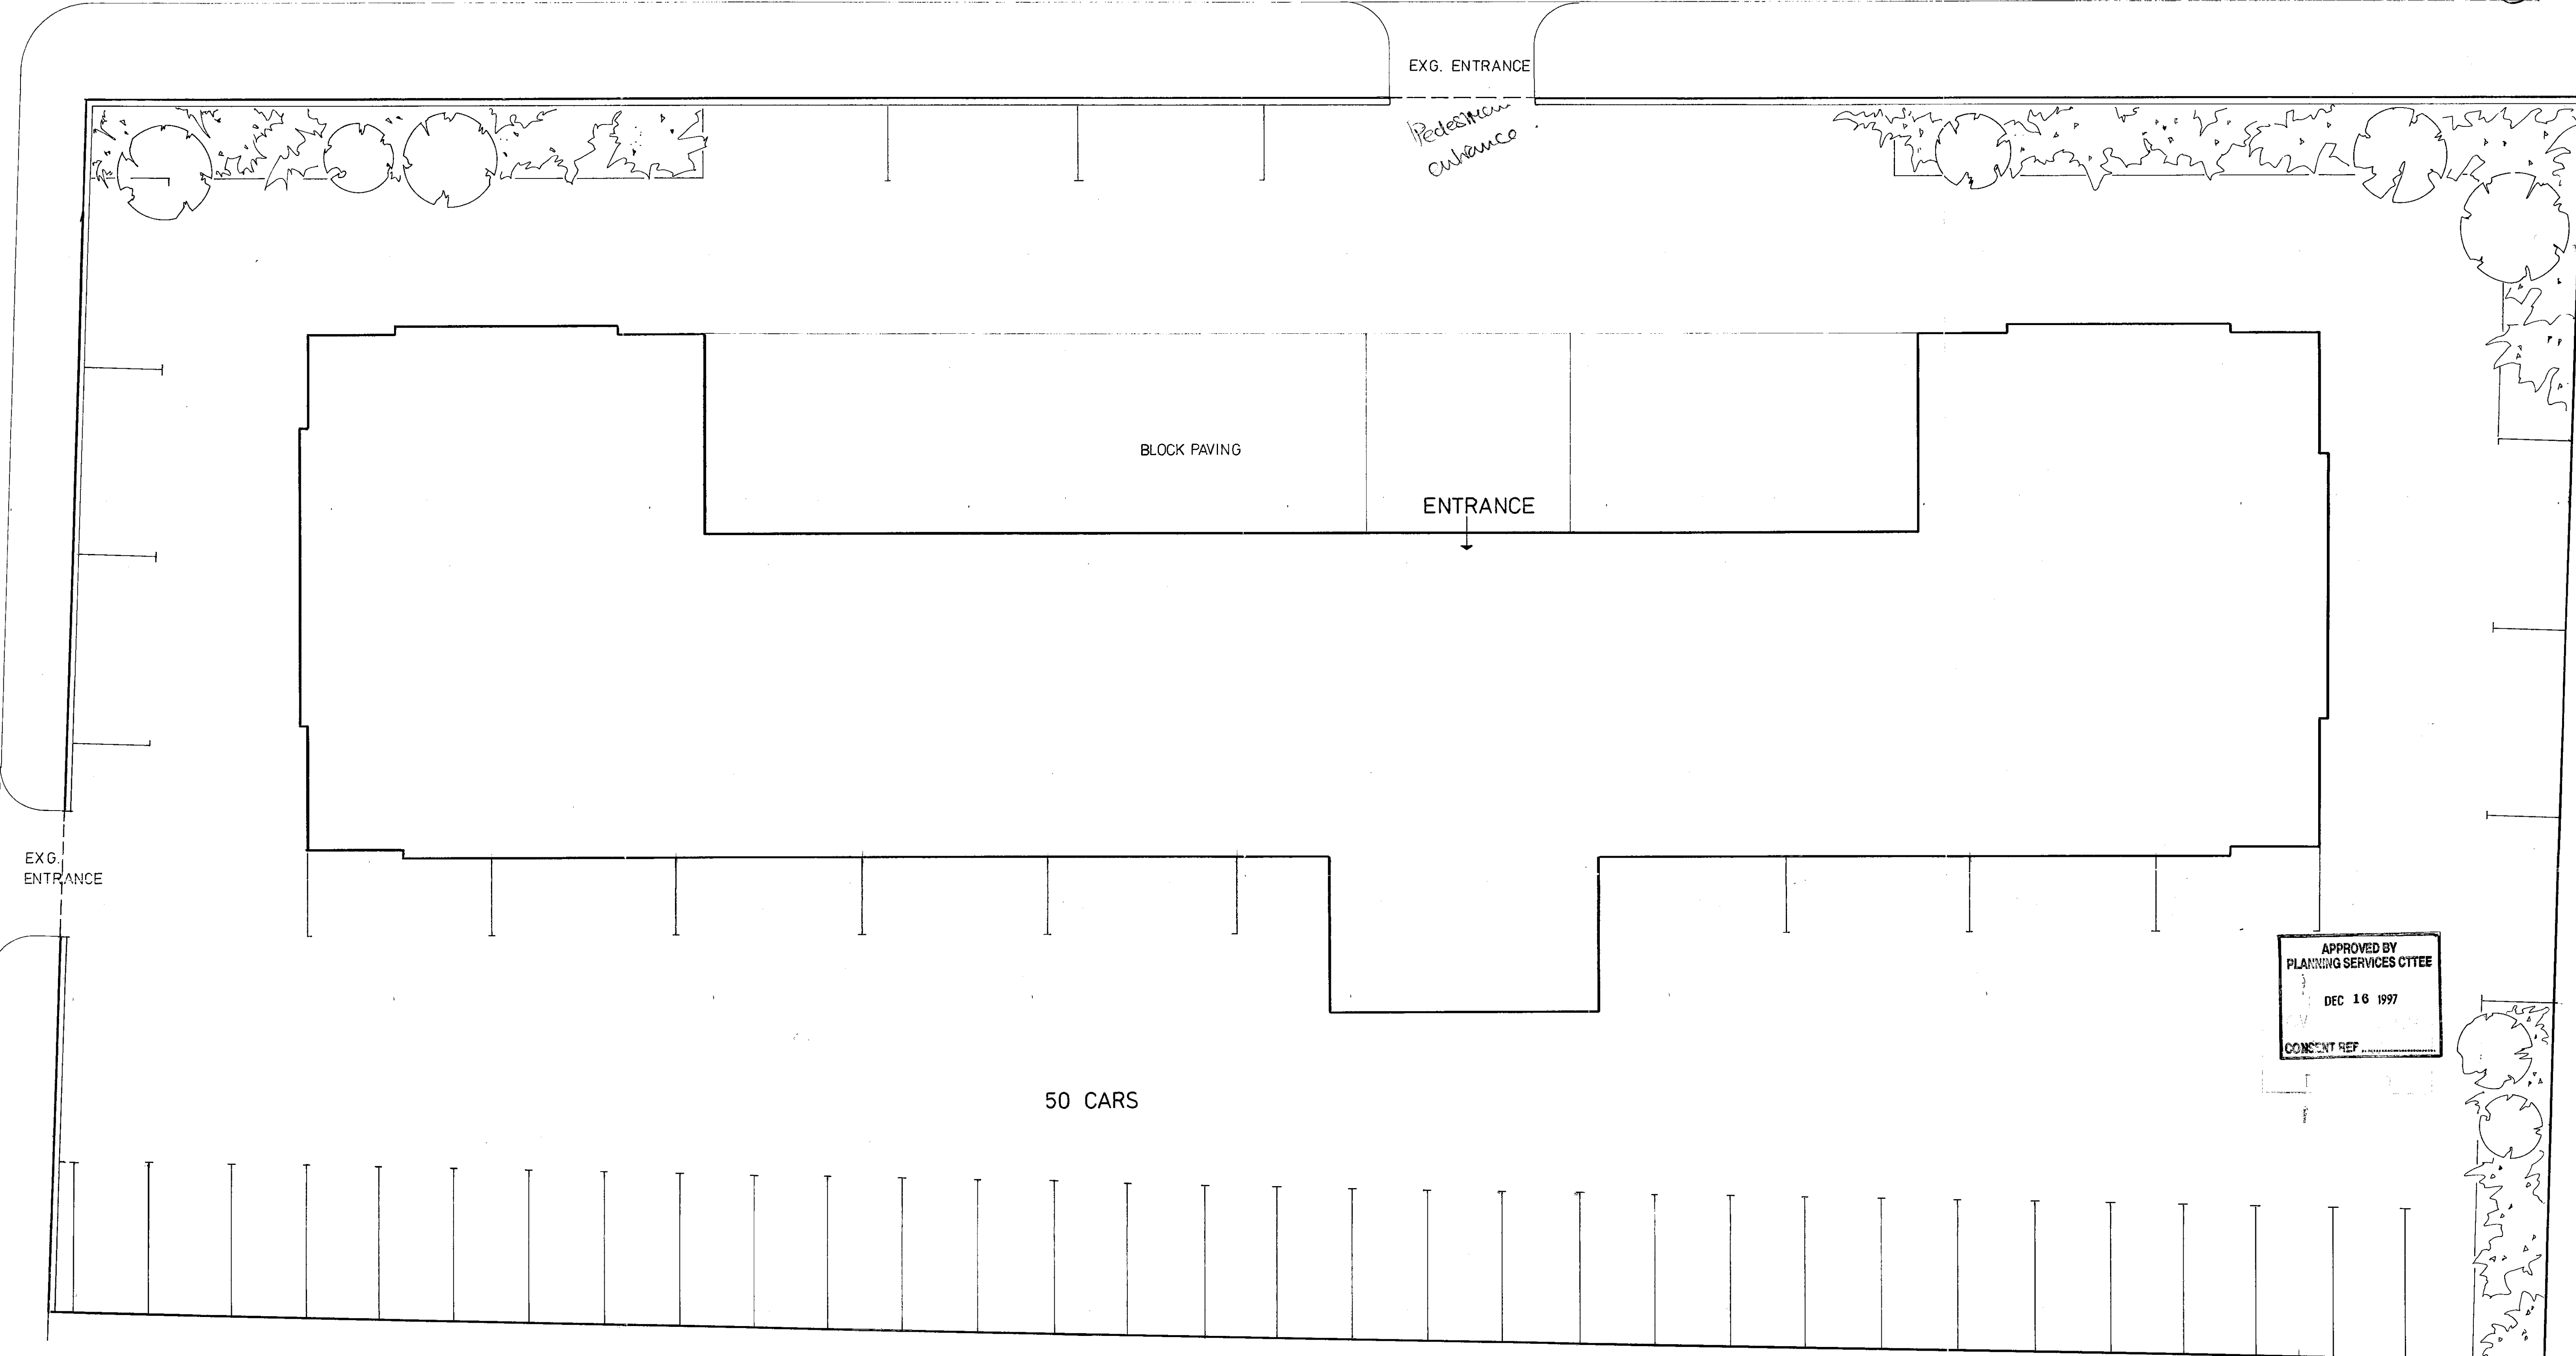 EXG. ENTRANCE
Pedestrian
entrance.
BLOCK PAVING
ENTRANCE
EXG.
ENTRANCE
APPROVED BY
PLANNING SERVICES CTTEE
DEC 16 1997
CONSENT REF
50 CARS